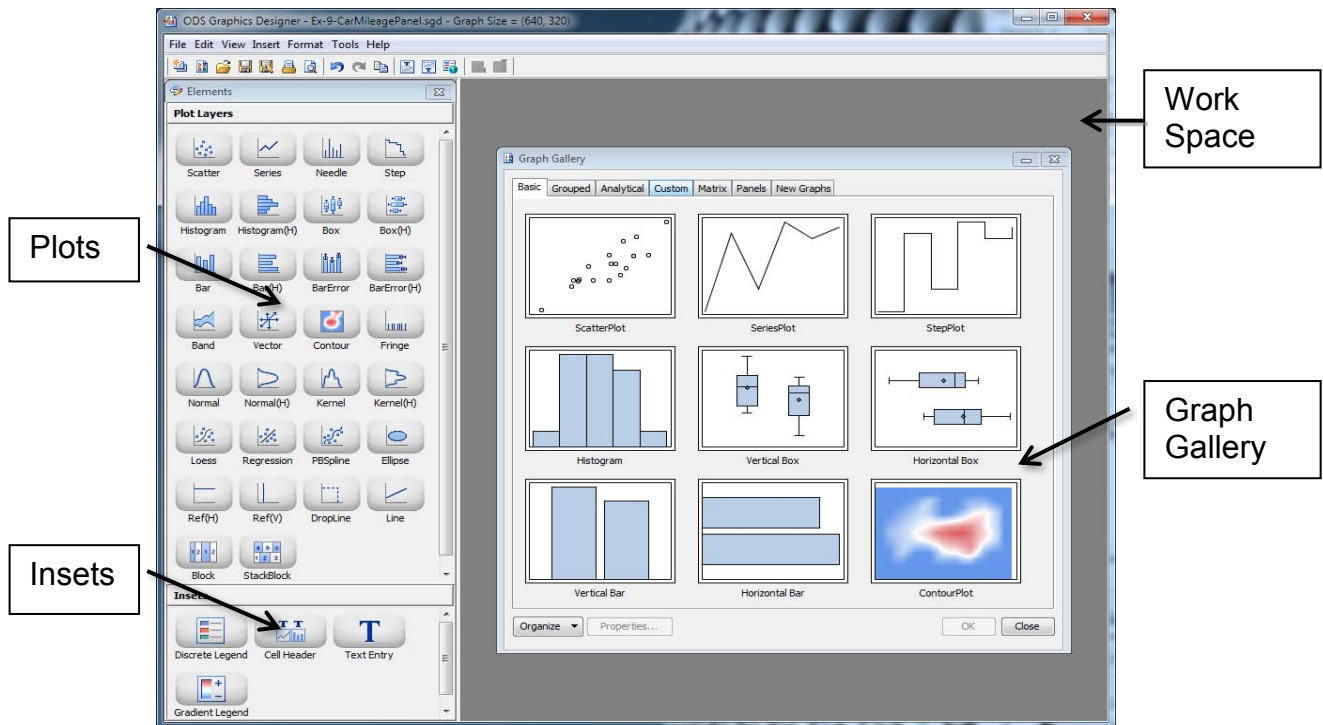 ODS Graphics Designer - Ex-9-CarMileagePanel.sgd - Graph Size = (640, 320)
File Edit View Insert Format Tools Help
Elements
Plot Layers
Scatter Series Needle Step
Histogram Histogram(H) Box Box(H)
Bar Bar(H) BarError BarError(H)
Band Vector Contour Fringe
Normal Normal(H) Kernel Kernel(H)
Loess Regression PBSpline Ellipse
Ref(H) Ref(V) DropLine Line
Block StackBlock
Insets
Discrete Legend Cell Header Text Entry
Gradient Legend
Graph Gallery
Basic Grouped Analytical Custom Matrix Panels New Graphs
ScatterPlot SeriesPlot StepPlot
Histogram Vertical Box Horizontal Box
Vertical Bar Horizontal Bar ContourPlot
Organize Properties... OK Close
Plots
Insets
Work
Space
Graph
Gallery